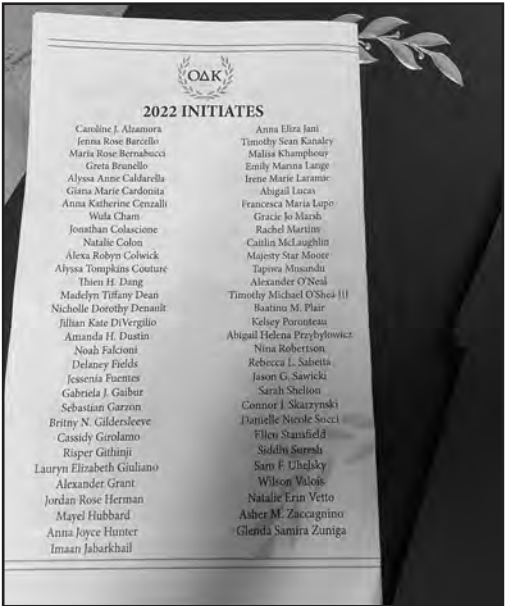 ΟΔΚ
2022 INITIATES
Caroline J. Alzamora
Jenna Rose Barcello
Maria Rose Bernabucci
Greta Brunello
Alyssa Anne Caldarella
Giana Marie Cardonita
Anna Katherine Cenzalli
Wula Cham
Jonathan Colascione
Natalie Colon
Alexa Robyn Colwick
Alyssa Tompkins Couture
Thieu H. Dang
Madelyn Tiffany Dean
Nicholle Dorothy Denault
Jillian Kate DiVergilio
Amanda H. Dustin
Noah Falcioni
Delaney Fields
Jessenia Fuentes
Gabriela J. Gaibur
Sebastian Garzon
Britny N. Gildersleeve
Cassidy Girolamo
Risper Githinji
Lauryn Elizabeth Giuliano
Alexander Grant
Jordan Rose Herman
Mayel Hubbard
Anna Joyce Hunter
Imaan Jabarkhail
Anna Eliza Jani
Timothy Sean Kanaley
Malisa Khamphouy
Emily Marina Lange
Irene Marie Laramie
Abigail Lucas
Francesca Maria Lupo
Gracie Jo Marsh
Rachel Martins
Caitlin McLaughlin
Majesty Star Moore
Tapiwa Musandu
Alexander O'Neal
Timothy Michael O'Shea III
Baatinu M. Plair
Kelsey Poronteau
Abigail Helena Przybylowicz
Nina Robertson
Rebecca L. Sabetta
Jason G. Sawicki
Sarah Shelton
Connor J. Skarzynski
Danielle Nicole Socci
Ellen Stansfield
Siddhi Suresh
Sam F. Uhelsky
Wilson Valois
Natalie Erin Vetto
Asher M. Zaccagnino
Glenda Samira Zuniga